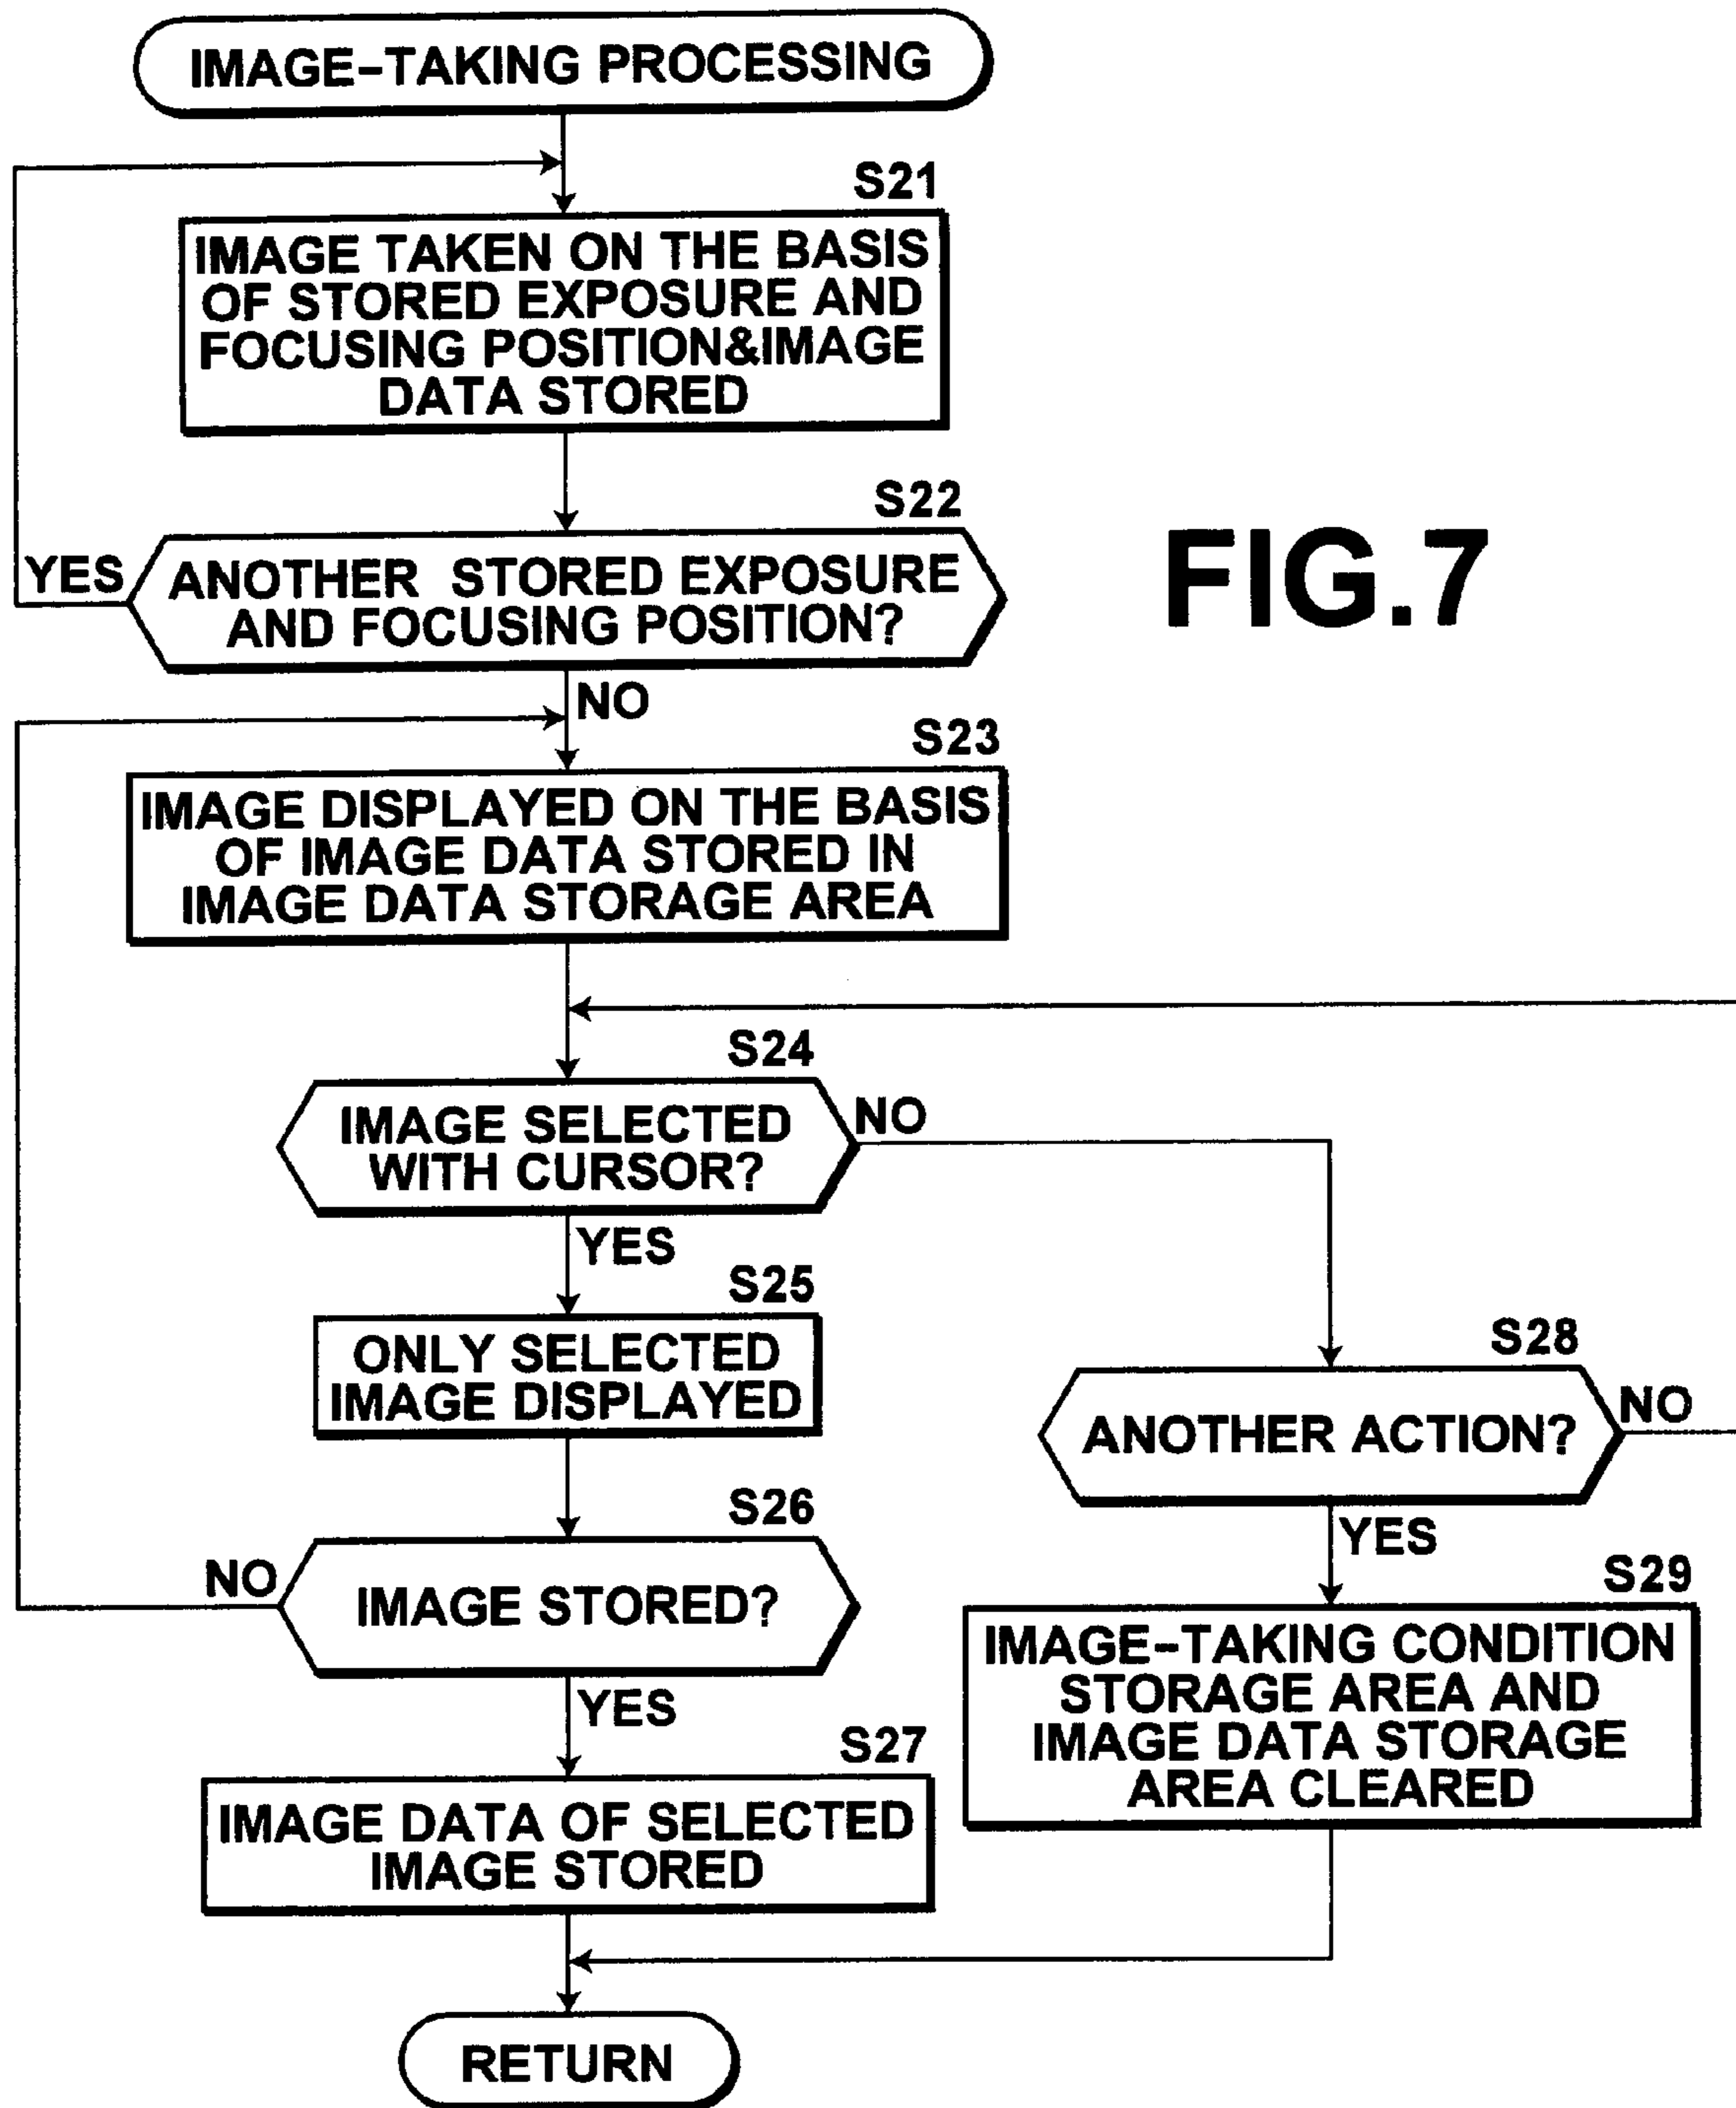 IMAGE-TAKING PROCESSING
S21
IMAGE TAKEN ON THE BASIS
OF STORED EXPOSURE AND
FOCUSING POSITION&IMAGE
DATA STORED
S22
YES
ANOTHER STORED EXPOSURE
AND FOCUSING POSITION?
FIG.7
NO
S23
IMAGE DISPLAYED ON THE BASIS
OF IMAGE DATA STORED IN
IMAGE DATA STORAGE AREA
S24
IMAGE SELECTED
WITH CURSOR?
NO
YES
S25
ONLY SELECTED
IMAGE DISPLAYED
S28
ANOTHER ACTION?
NO
YES
S26
NO
IMAGE STORED?
YES
S29
IMAGE-TAKING CONDITION
STORAGE AREA AND
IMAGE DATA STORAGE
AREA CLEARED
S27
IMAGE DATA OF SELECTED
IMAGE STORED
RETURN